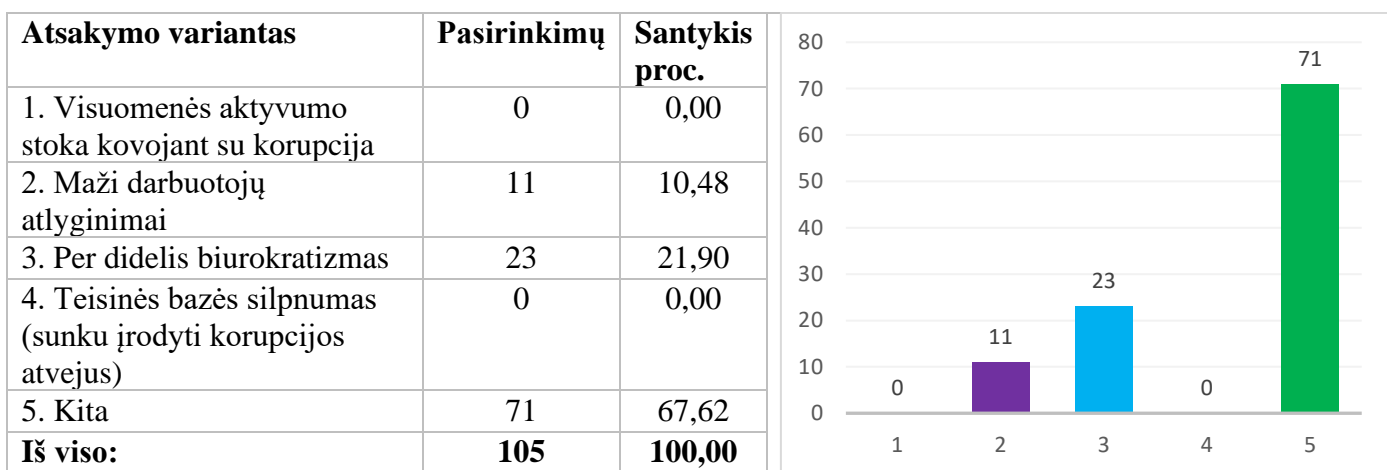 Atsakymo variantas Pasirinkimų Santykis
proc.
1. Visuomenės aktyvumo 0 0,00
stoka kovojant su korupcija
2. Maži darbuotojų 11 10,48
atlyginimai
3. Per didelis biurokratizmas 23 21,90
4. Teisinės bazės silpnumas 0 0,00
(sunku įrodyti korupcijos
atvejus)
5. Kita 71 67,62
Iš viso: 105 100,00
80
71
70
60
50
40
30
23
20
11
10
0 0
0
1 2 3 4 5